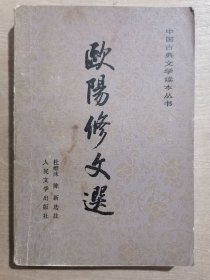 中国古典文学读本丛书
歐陽修文選
杜维沫 陈新选注
人民文学出版社